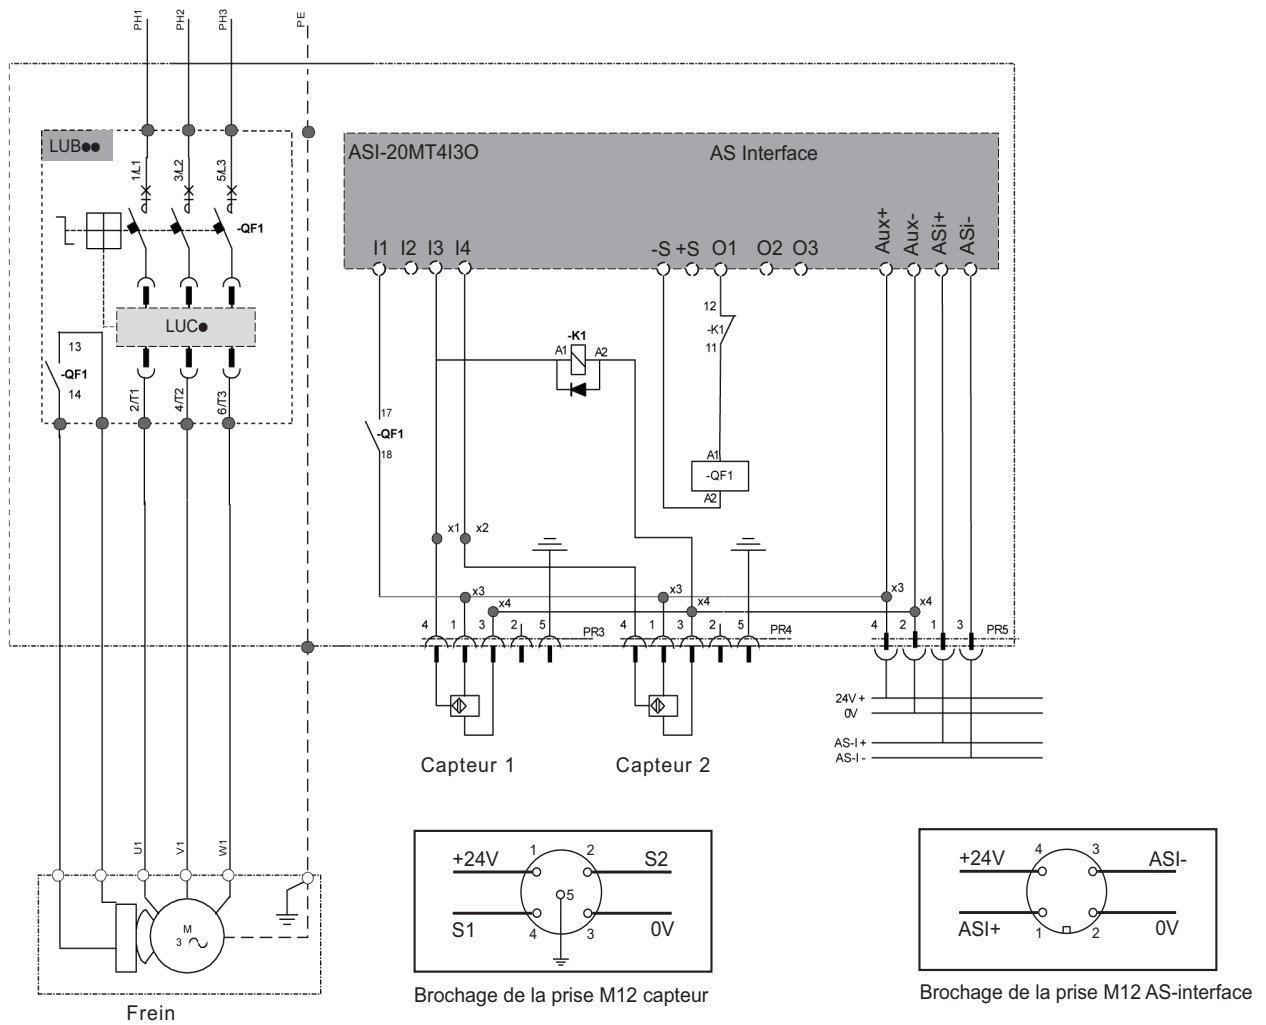 PH1 PH2 PH3 PE
LUB●●
1/L1 3/L2 5/L3
-QF1
LUC●
13
-QF1
14
2/T1 4/T2 6/T3
ASI-20MT4I3O AS Interface
I1 I2 I3 I4 -S +S O1 O2 O3 Aux+ Aux- ASi+ ASi-
12
-K1
11
-K1
A1 A2
17
-QF1
18
A1
-QF1
A2
x1 x2
x3 x3 x3
x4 x4 x4
4 1 3 2 5 PR3
4 1 3 2 5 PR4
4 2 1 3 PR5
24V +
0V
AS-I +
AS-I -
Capteur 1
Capteur 2
U1 V1 W1
M
3
Frein
+24V 1 2 S2
5
S1 4 3 0V
Brochage de la prise M12 capteur
+24V 4 3 ASI-
ASI+ 1 2 0V
Brochage de la prise M12 AS-interface